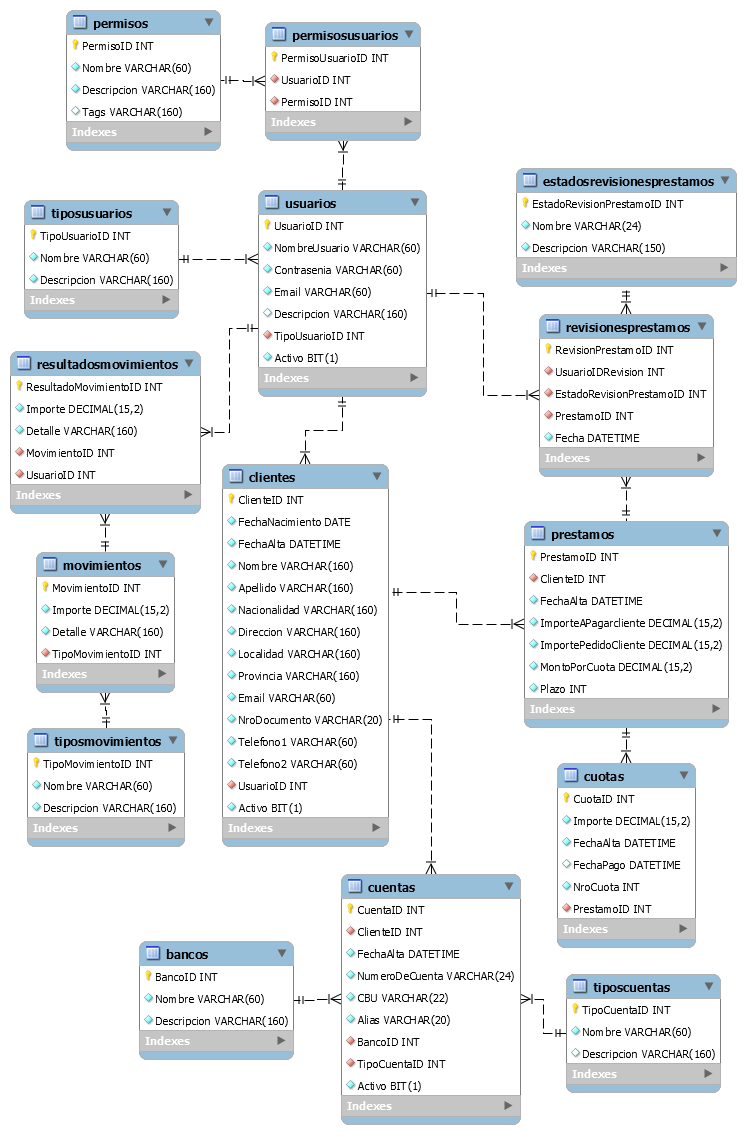 permisos
PermisoID INT
Nombre VARCHAR(60)
Descripcion VARCHAR(160)
Tags VARCHAR(160)
Indexes
permisosusuarios
PermisoUsuarioID INT
UsuarioID INT
PermisoID INT
Indexes
tiposusuarios
TipoUsuarioID INT
Nombre VARCHAR(60)
Descripcion VARCHAR(160)
Indexes
usuarios
UsuarioID INT
NombreUsuario VARCHAR(60)
Contrasenia VARCHAR(60)
Email VARCHAR(60)
Descripcion VARCHAR(160)
TipoUsuarioID INT
Activo BIT(1)
Indexes
estadosrevisionesprestamos
EstadoRevisionPrestamoID INT
Nombre VARCHAR(24)
Descripcion VARCHAR(150)
Indexes
revisionesprestamos
RevisionPrestamoID INT
UsuarioIDRevision INT
EstadoRevisionPrestamoID INT
PrestamoID INT
Fecha DATETIME
Indexes
resultadosmovimientos
ResultadoMovimientoID INT
Importe DECIMAL(15,2)
Detalle VARCHAR(160)
MovimientoID INT
UsuarioID INT
Indexes
clientes
ClienteID INT
FechaNacimiento DATE
FechaAlta DATETIME
Nombre VARCHAR(160)
Apellido VARCHAR(160)
Nacionalidad VARCHAR(160)
Direccion VARCHAR(160)
Localidad VARCHAR(160)
Provincia VARCHAR(160)
Email VARCHAR(60)
NroDocumento VARCHAR(20)
Telefono1 VARCHAR(60)
Telefono2 VARCHAR(60)
UsuarioID INT
Activo BIT(1)
Indexes
prestamos
PrestamoID INT
ClienteID INT
FechaAlta DATETIME
ImporteAPagarcliente DECIMAL(15,2)
ImportePedidoCliente DECIMAL(15,2)
MontoPorCuota DECIMAL(15,2)
Plazo INT
Indexes
movimientos
MovimientoID INT
Importe DECIMAL(15,2)
Detalle VARCHAR(160)
TipoMovimientoID INT
Indexes
tiposmovimientos
TipoMovimientoID INT
Nombre VARCHAR(60)
Descripcion VARCHAR(160)
Indexes
cuotas
CuotaID INT
Importe DECIMAL(15,2)
FechaAlta DATETIME
FechaPago DATETIME
NroCuota INT
PrestamoID INT
Indexes
cuentas
CuentaID INT
ClienteID INT
FechaAlta DATETIME
NumeroDeCuenta VARCHAR(24)
CBU VARCHAR(22)
Alias VARCHAR(20)
BancoID INT
TipoCuentaID INT
Activo BIT(1)
Indexes
bancos
BancoID INT
Nombre VARCHAR(60)
Descripcion VARCHAR(160)
Indexes
tiposcuentas
TipoCuentaID INT
Nombre VARCHAR(60)
Descripcion VARCHAR(160)
Indexes